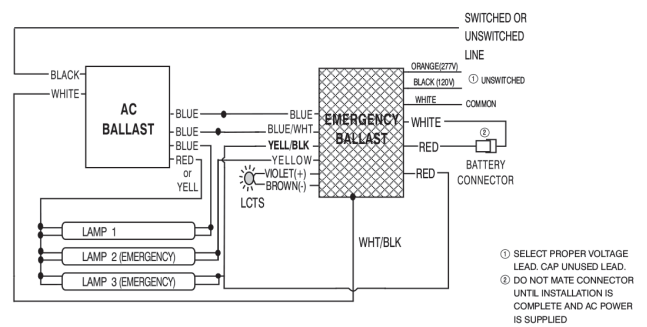 SWITCHED OR
UNSWITCHED
LINE
ORANGE(277V)
BLACK (120V)
① UNSWITCHED
WHITE
COMMON
BLACK
WHITE
AC
BALLAST
BLUE
BLUE
BLUE
RED
or
YELL
BLUE
BLUE/WHT
YELL/BLK
YELLOW
VIOLET(+)
BROWN(-)
LCTS
EMERGENCY
BALLAST
WHITE
②
RED
BATTERY
CONNECTOR
RED
LAMP 1
LAMP 2 (EMERGENCY)
LAMP 3 (EMERGENCY)
WHT/BLK
① SELECT PROPER VOLTAGE
LEAD. CAP UNUSED LEAD.
② DO NOT MATE CONNECTOR
UNTIL INSTALLATION IS
COMPLETE AND AC POWER
IS SUPPLIED